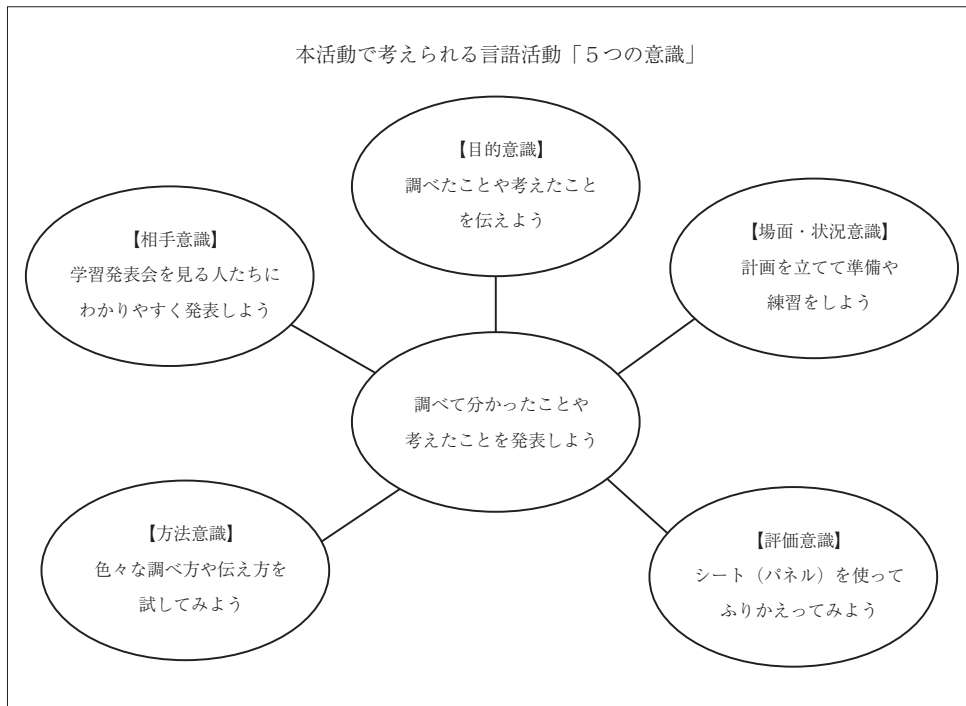 本活動で考えられる言語活動「５つの意識」
【目的意識】
調べたことや考えたこと
を伝えよう
【相手意識】
学習発表会を見る人たちに
わかりやすく発表しよう
【場面・状況意識】
計画を立てて準備や
練習をしよう
調べて分かったことや
考えたことを発表しよう
【方法意識】
色々な調べ方や伝え方を
試してみよう
【評価意識】
シート（パネル）を使って
ふりかえってみよう